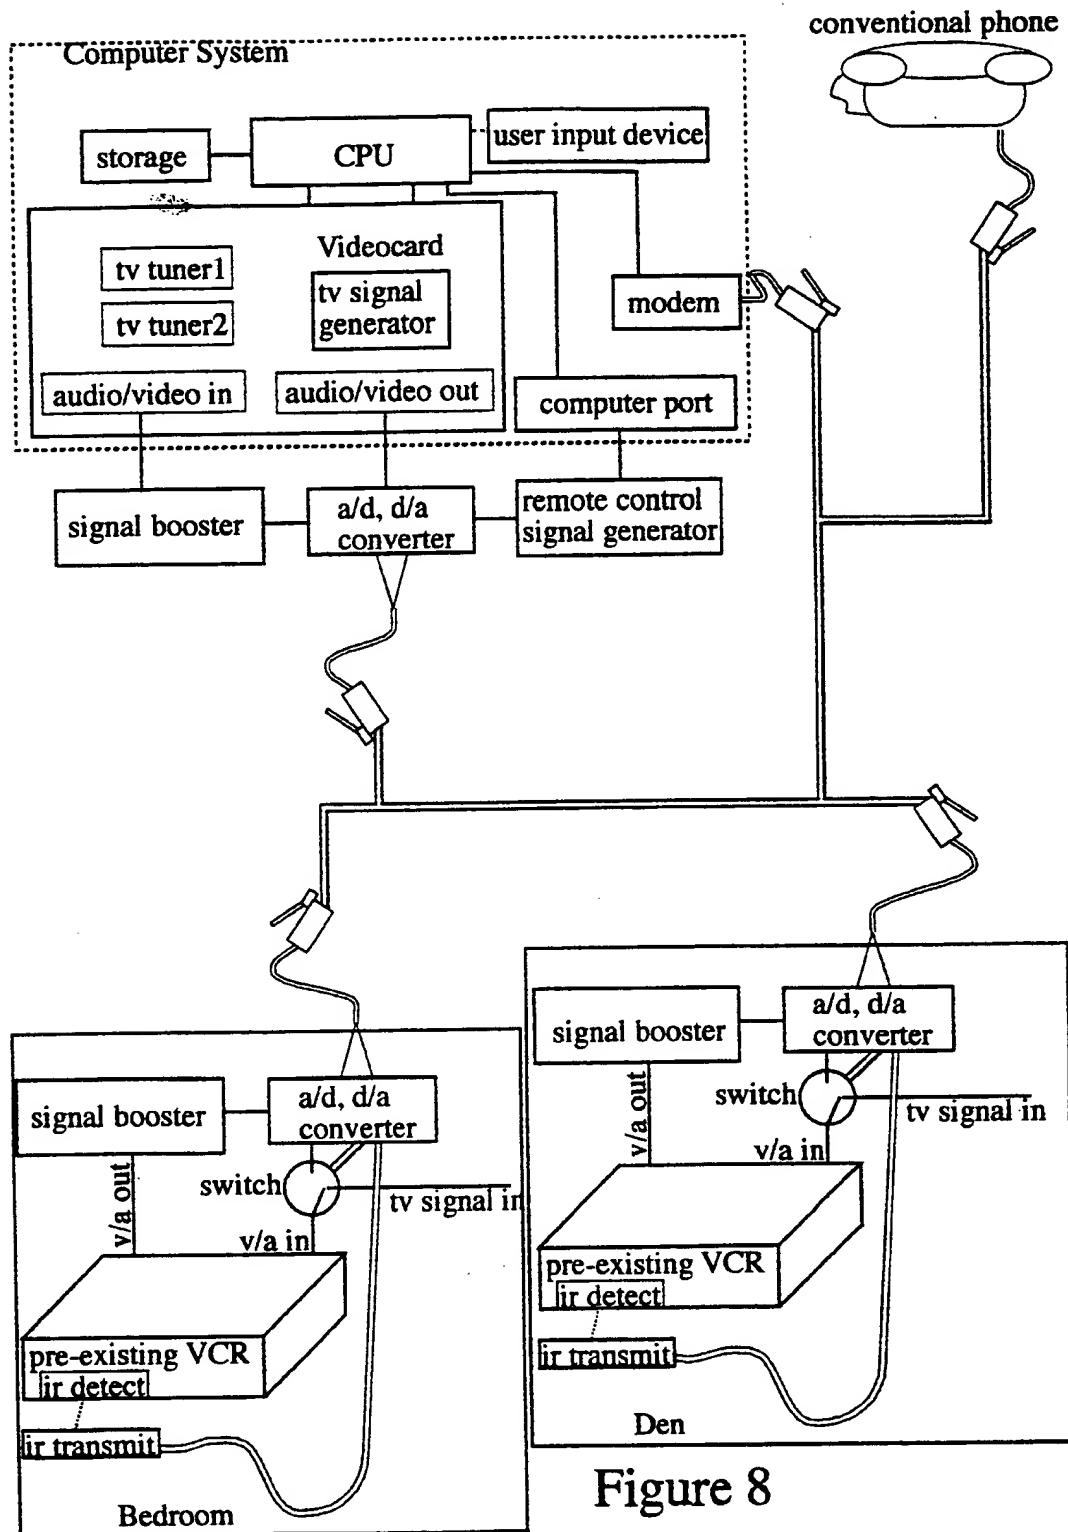 conventional phone
Computer System
storage
CPU
user input device
Videocard
tv tuner1
tv tuner2
tv signal
generator
modem
audio/video in
audio/video out
computer port
signal booster
a/d, d/a
converter
remote control
signal generator
signal booster
a/d, d/a
converter
switch
tv signal in
v/a out
v/a in
pre-existing VCR
ir detect
ir transmit
Den
signal booster
a/d, d/a
converter
switch
tv signal in
v/a out
v/a in
pre-existing VCR
ir detect
ir transmit
Bedroom
Figure 8